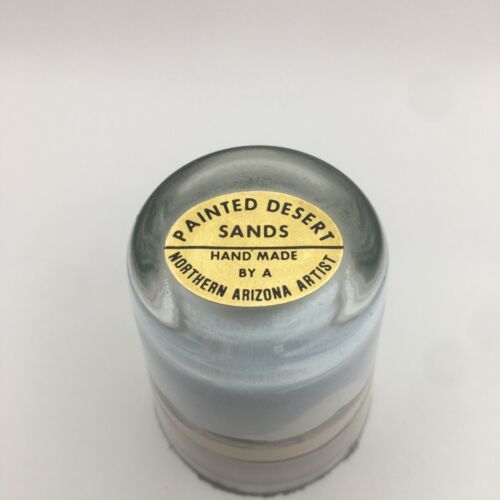 PAINTED DESERT
SANDS
HAND MADE
BY A
NORTHERN ARIZONA ARTIST